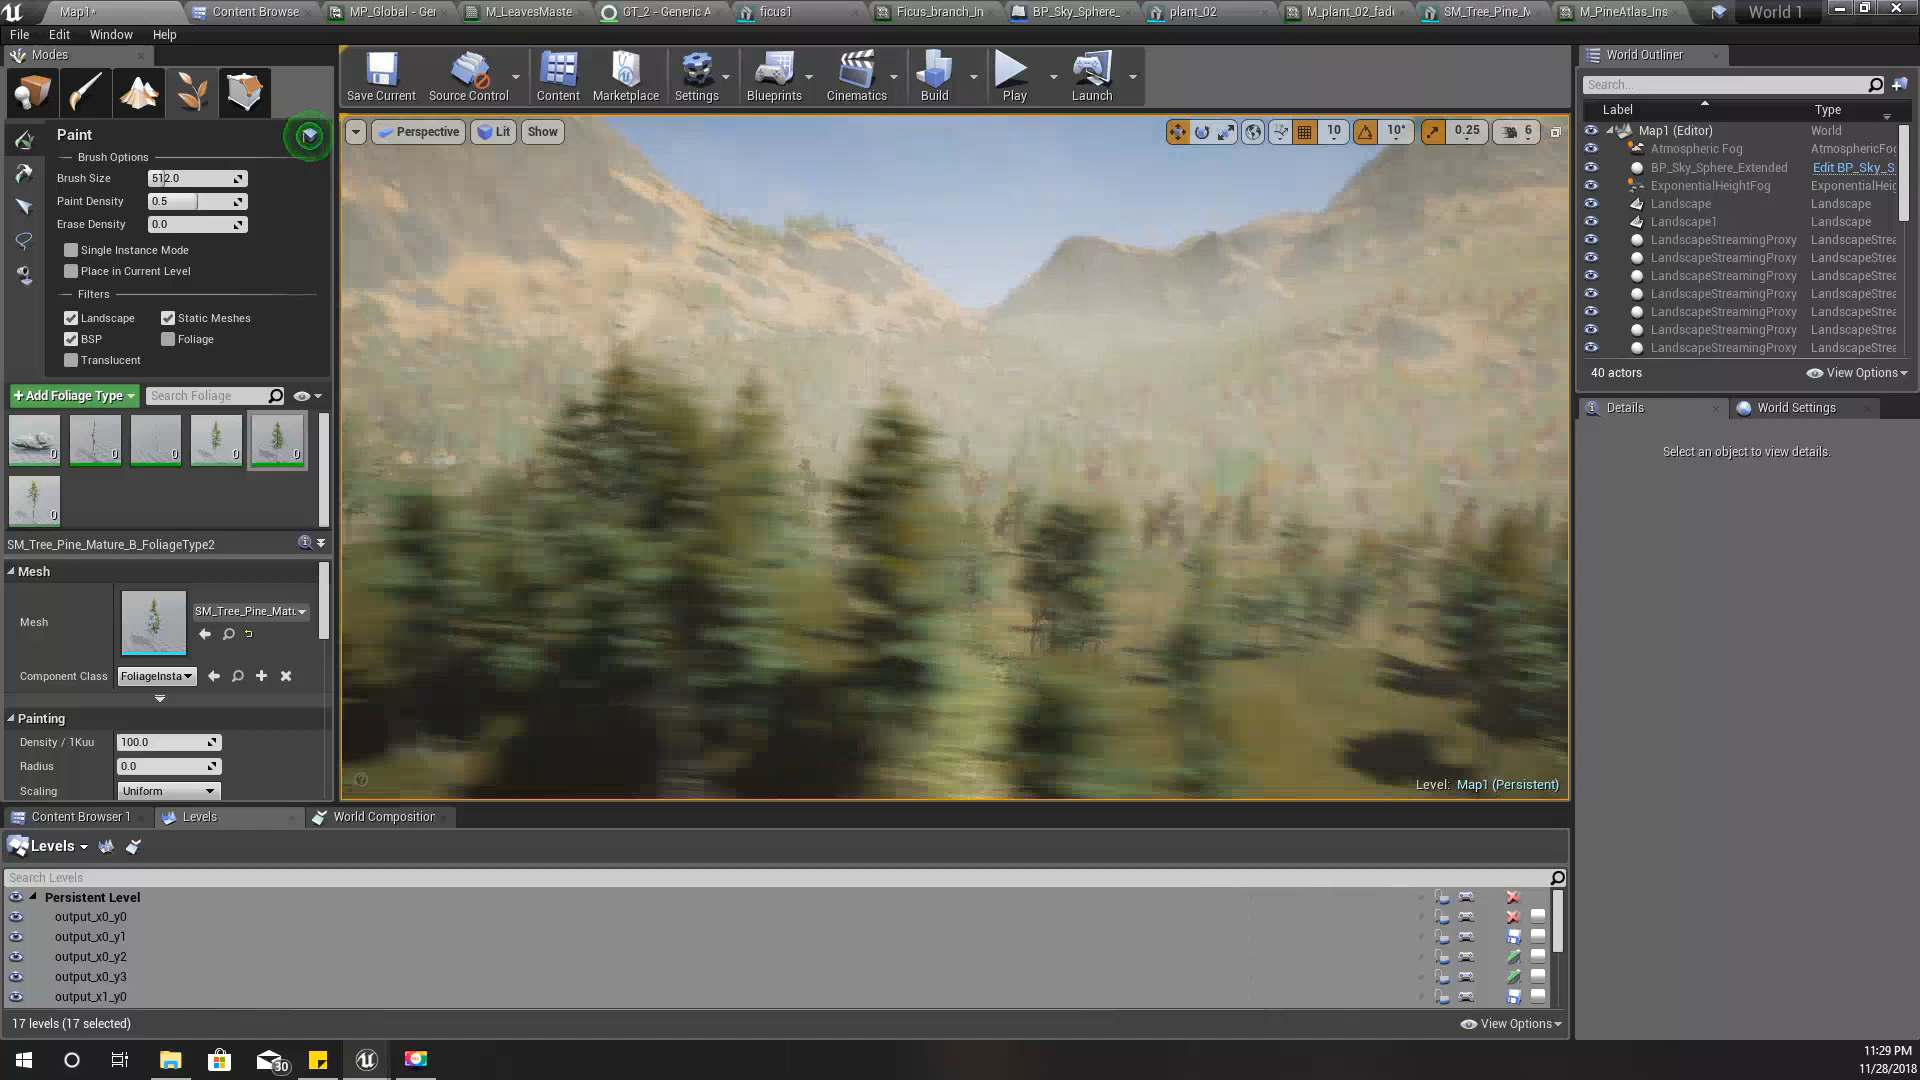 Map1*
Content Browse
MP_Global - Ger
M_LeavesMaste
GT_2 - Generic A
ficus1
Ficus_branch_In
BP_Sky_Sphere_
plant_02
M_plant_02_fad
SM_Tree_Pine_M
M_PineAtlas_Ins
World 1
File Edit Window Help
Modes
Save Current
Source Control
Content
Marketplace
Settings
Blueprints
Cinematics
Build
Play
Launch
Paint
Brush Options
Brush Size 512.0
Paint Density 0.5
Erase Density 0.0
Single Instance Mode
Place in Current Level
Filters
Landscape Static Meshes
BSP Foliage
Translucent
+Add Foliage Type Search Foliage
0 0 0 0 0
0
SM_Tree_Pine_Mature_B_FoliageType2
Mesh
Mesh SM_Tree_Pine_Matu
Component Class FoliageInsta
Painting
Density / 1Kuu 100.0
Radius 0.0
Scaling Uniform
Perspective Lit Show
10 10° 0.25 6
Level: Map1 (Persistent)
World Outliner
Search...
Label Type
Map1 (Editor) World
Atmospheric Fog AtmosphericFog
BP_Sky_Sphere_Extended Edit BP_Sky_S
ExponentialHeightFog ExponentialHeig
Landscape Landscape
Landscape1 Landscape
LandscapeStreamingProxy LandscapeStrea
LandscapeStreamingProxy LandscapeStrea
LandscapeStreamingProxy LandscapeStrea
LandscapeStreamingProxy LandscapeStrea
LandscapeStreamingProxy LandscapeStrea
LandscapeStreamingProxy LandscapeStrea
LandscapeStreamingProxy LandscapeStrea
40 actors View Options
Details World Settings
Select an object to view details.
Content Browser 1 Levels World Composition
Levels
Search Levels
Persistent Level
output_x0_y0
output_x0_y1
output_x0_y2
output_x0_y3
output_x1_y0
17 levels (17 selected) View Options
30
11:29 PM
11/28/2018